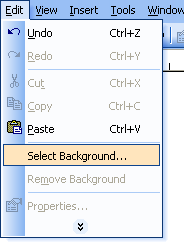 Edit View Insert Tools Window
Undo Ctrl+Z
Redo Ctrl+Y
Cut Ctrl+X
Copy Ctrl+C
Paste Ctrl+V
Select Background...
Remove Background
Properties...